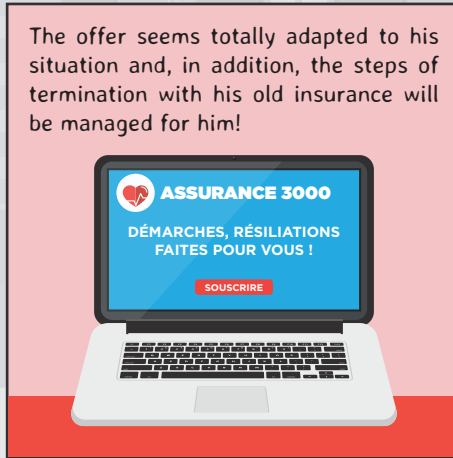 The offer seems totally adapted to his
situation and, in addition, the steps of
termination with his old insurance will
be managed for him!
ASSURANCE 3000
DÉMARCHES, RÉSILIATIONS
FAITES POUR VOUS !
SOUSCRIRE